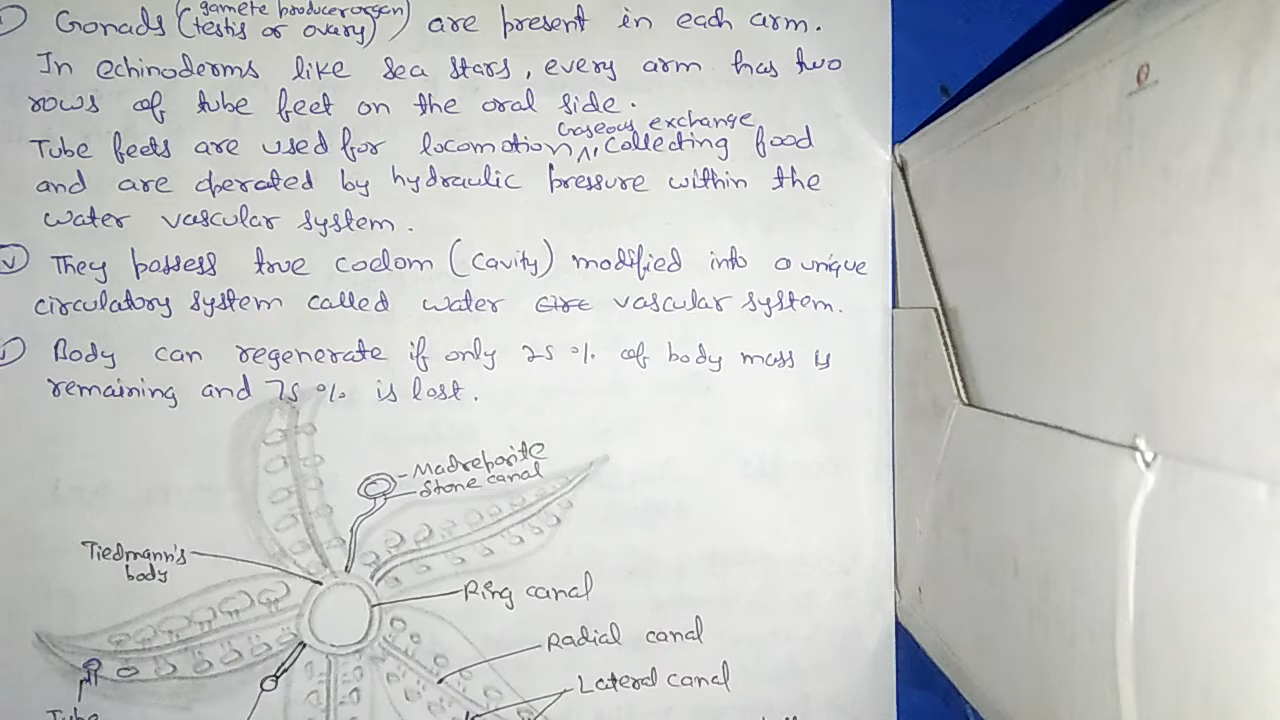 Gonads (testis or ovary) are present in each arm.
gamete producer organ
In echinoderms like sea stars, every arm has two
rows of tube feet on the oral side.
Gaseous exchange
Tube feets are used for locomotion, collecting food
and are operated by hydraulic pressure within the
water vascular system.
v) They possess true coelom (cavity) modified into a unique
circulatory system called water circ vascular system.
Body can regenerate if only 25 % of body mass is
remaining and 75 % is lost.
Madreporite
Stone canal
Tiedmann's
body
Ring canal
Radial canal
Lateral canal
Tube